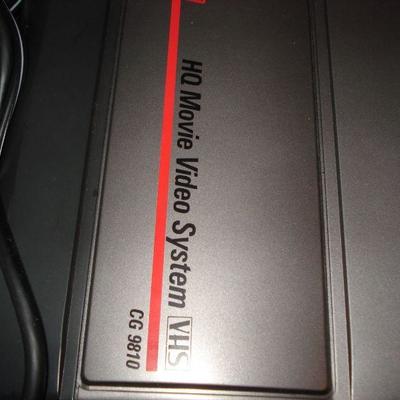 HQ Movie Video System VHS
CG 9810